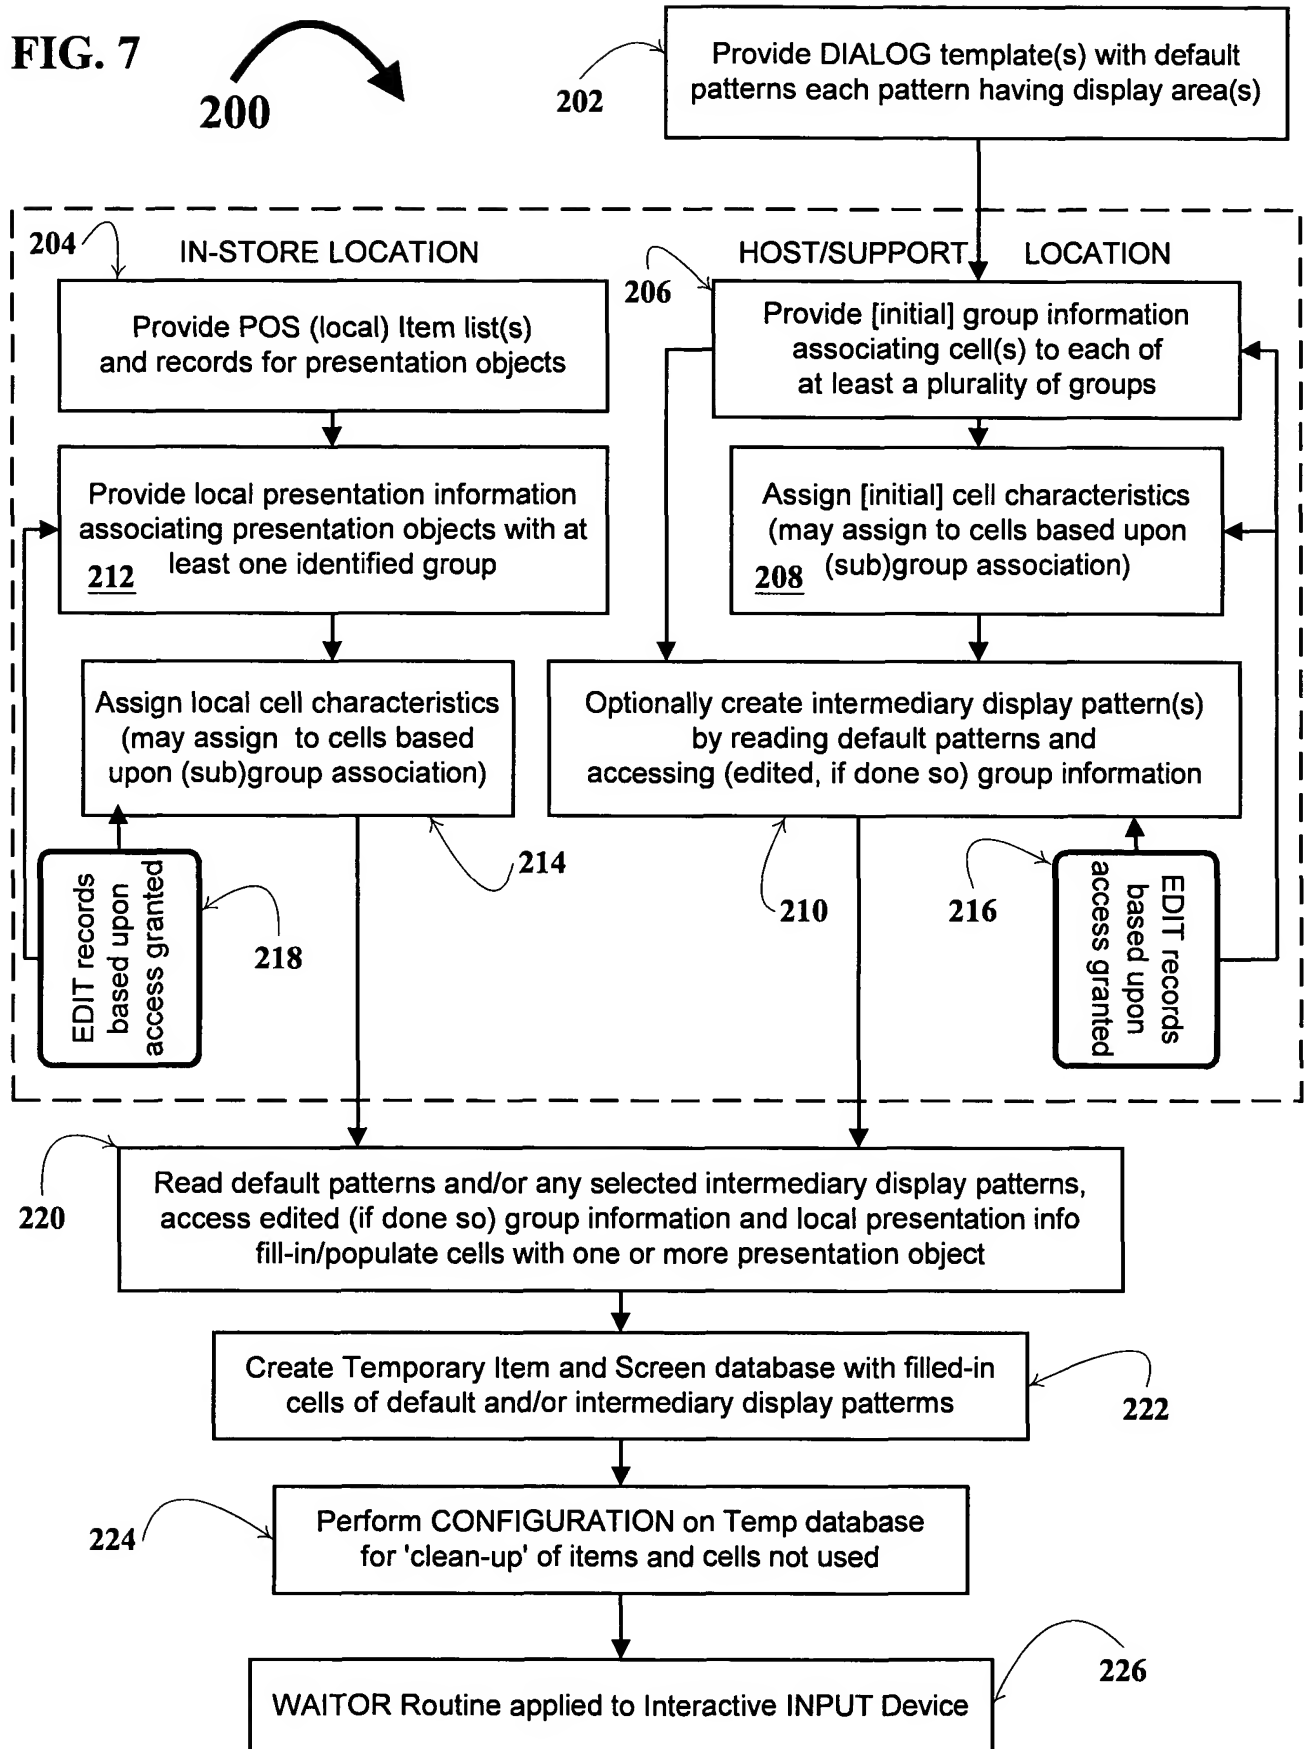 FIG. 7
200
Provide DIALOG template(s) with default
patterns each pattern having display area(s)
202
IN-STORE LOCATION
HOST/SUPPORT LOCATION
204
Provide POS (local) Item list(s)
and records for presentation objects
206
Provide [initial] group information
associating cell(s) to each of
at least a plurality of groups
Provide local presentation information
associating presentation objects with at
least one identified group
212
Assign [initial] cell characteristics
(may assign to cells based upon
(sub)group association)
208
Assign local cell characteristics
(may assign to cells based
upon (sub)group association)
214
Optionally create intermediary display pattern(s)
by reading default patterns and
accessing (edited, if done so) group information
210
EDIT records
based upon
access granted
218
EDIT records
based upon
access granted
216
Read default patterns and/or any selected intermediary display patterns,
access edited (if done so) group information and local presentation info
fill-in/populate cells with one or more presentation object
220
Create Temporary Item and Screen database with filled-in
cells of default and/or intermediary display patterms
222
Perform CONFIGURATION on Temp database
for 'clean-up' of items and cells not used
224
WAITOR Routine applied to Interactive INPUT Device
226